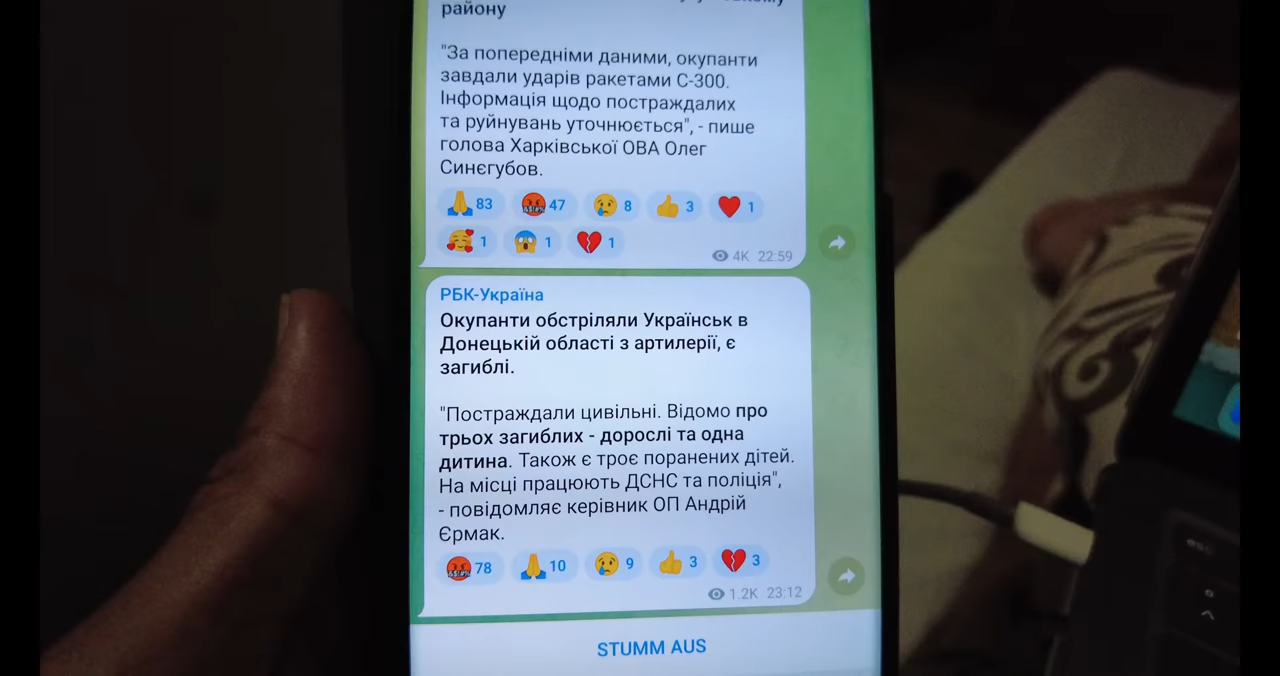 району
"За попередніми даними, окупанти
завдали ударів ракетами С-300.
Інформація щодо постраждалих
та руйнувань уточнюється", - пише
голова Харківської ОВА Олег
Синєгубов.
83 47 8 3 1
1 1 1
4K 22:59
РБК-Україна
Окупанти обстріляли Українськ в
Донецькій області з артилерії, є
загиблі.
"Постраждали цивільні. Відомо про
трьох загиблих - дорослі та одна
дитина. Також є троє поранених дітей.
На місці працюють ДСНС та поліція",
- повідомляє керівник ОП Андрій
Єрмак.
78 10 9 3 3
1.2K 23:12
STUMM AUS
esc